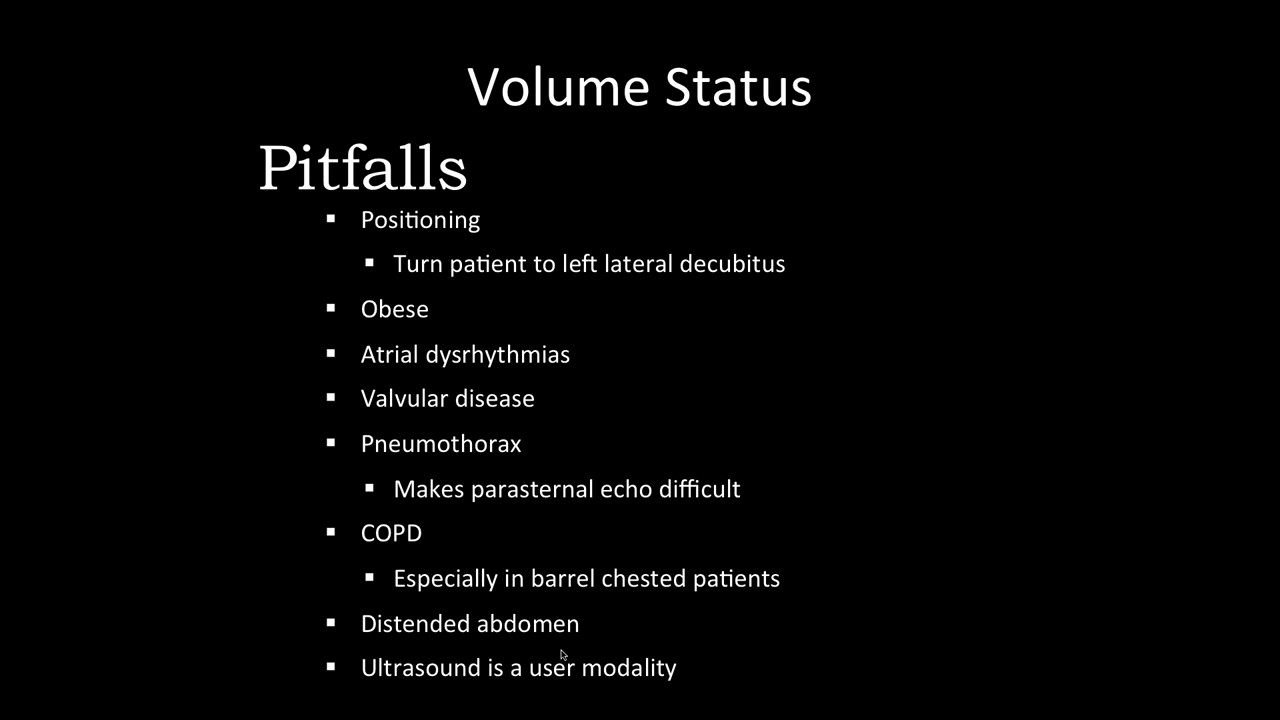 Volume Status
Pitfalls
▪ Positioning
▪ Turn patient to left lateral decubitus
▪ Obese
▪ Atrial dysrhythmias
▪ Valvular disease
▪ Pneumothorax
▪ Makes parasternal echo difficult
▪ COPD
▪ Especially in barrel chested patients
▪ Distended abdomen
▪ Ultrasound is a user modality